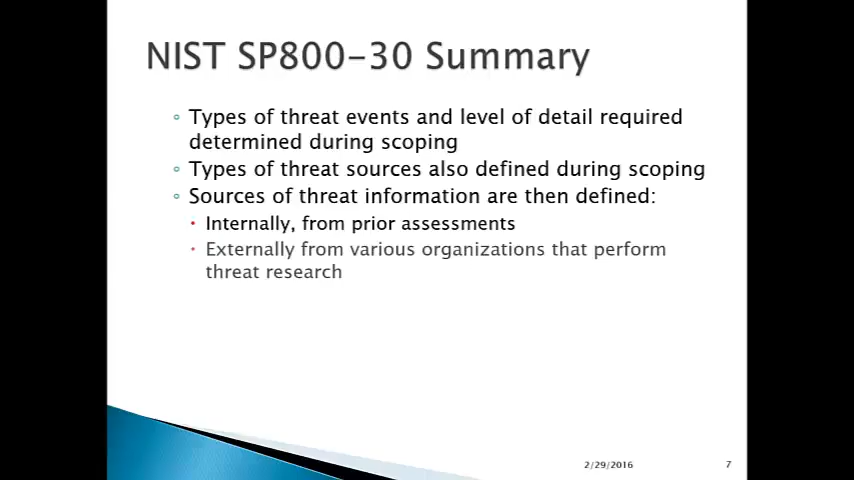 NIST SP800-30 Summary
Types of threat events and level of detail required
determined during scoping
Types of threat sources also defined during scoping
Sources of threat information are then defined:
Internally, from prior assessments
Externally from various organizations that perform
threat research
2/29/2016
7